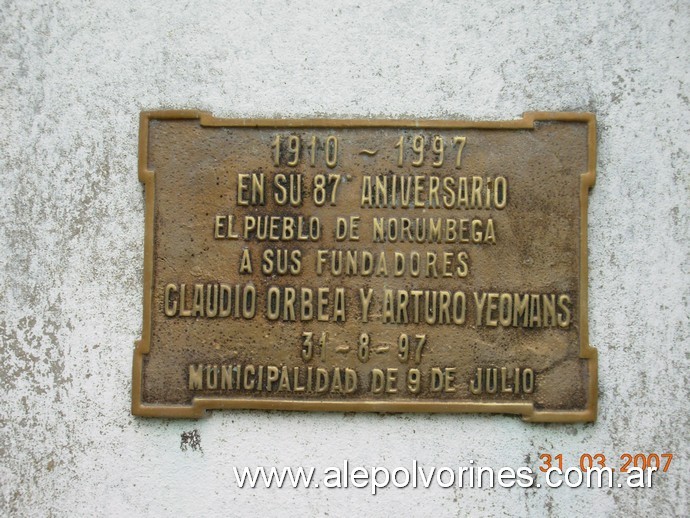 1910 ~ 1997
EN SU 87° ANIVERSARIO
EL PUEBLO DE NORUMBEGA
A SUS FUNDADORES
CLAUDIO ORBEA Y ARTURO YEOMANS
31-8-97
MUNICIPALIDAD DE 9 DE JULIO
31.03.2007
www.alepolvorines.com.ar